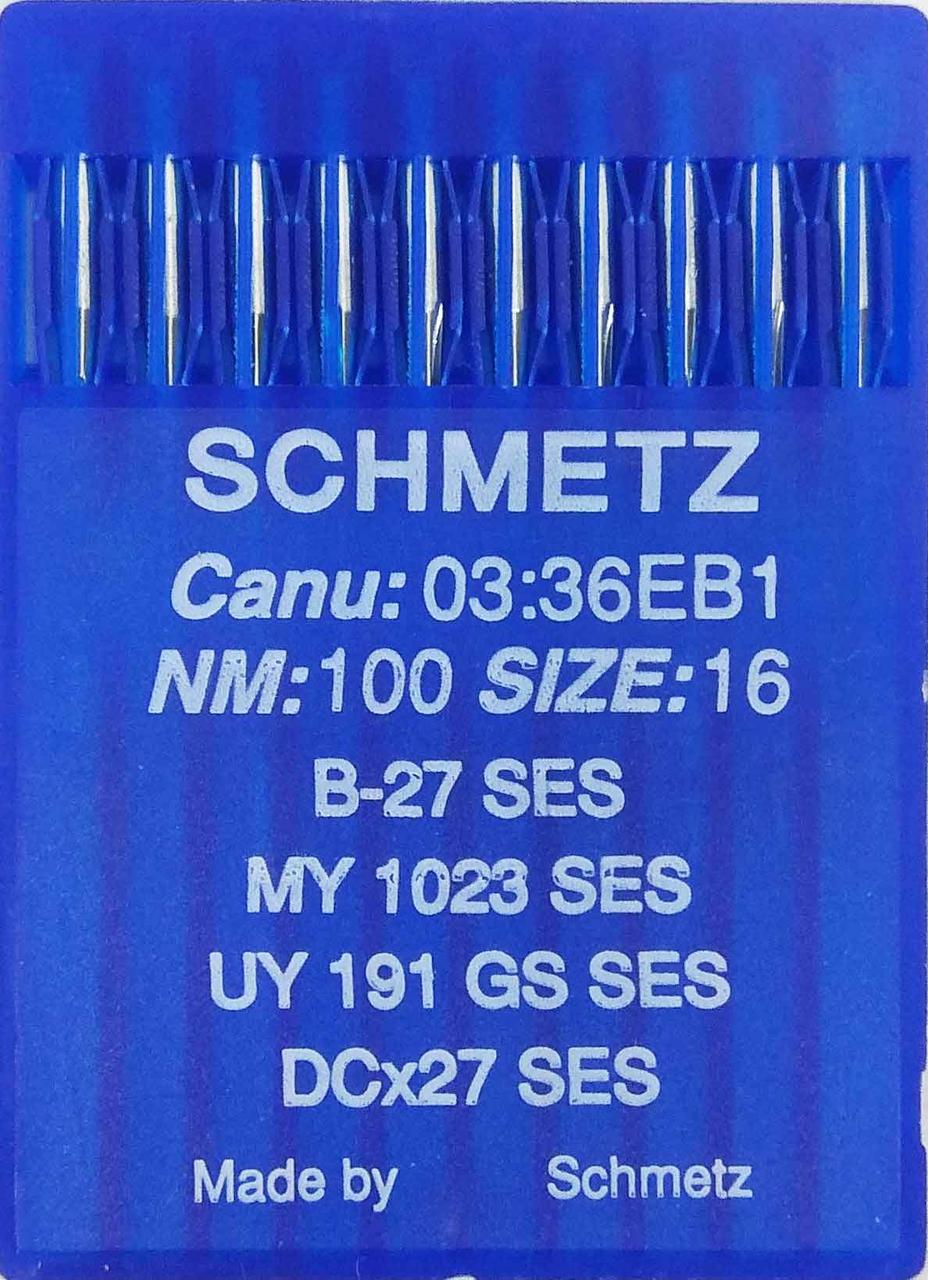 SCHMETZ
Canu: 03:36EB1
NM:100 SIZE:16
B-27 SES
MY 1023 SES
UY 191 GS SES
DCx27 SES
Made by Schmetz